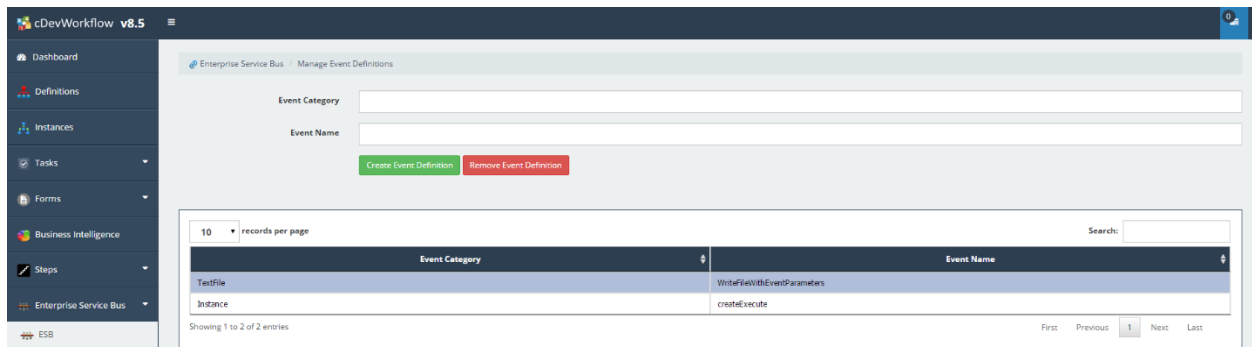 cDevWorkflow v8.5
0
Dashboard
Enterprise Service Bus / Manage Event Definitions
Definitions
Event Category
Instances
Event Name
Tasks
Create Event Definition Remove Event Definition
Forms
Business Intelligence
10 records per page Search:
Steps
Event Category Event Name
TextFile WriteFileWithEventParameters
Enterprise Service Bus
Instance createExecute
ESB
Showing 1 to 2 of 2 entries First Previous 1 Next Last